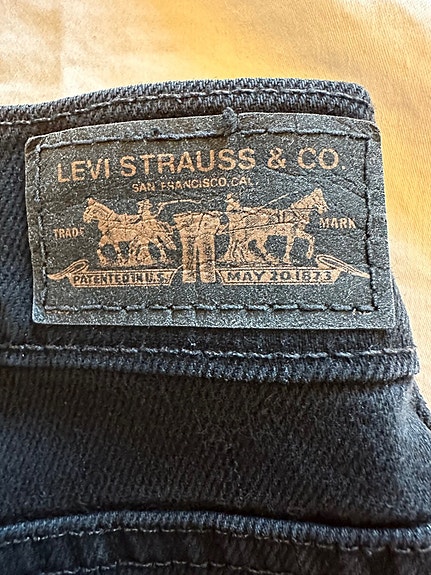 LEVI STRAUSS & CO.
SAN FRANCISCO, CAL.
TRADE MARK
PATENTED IN U.S. MAY 20.1873